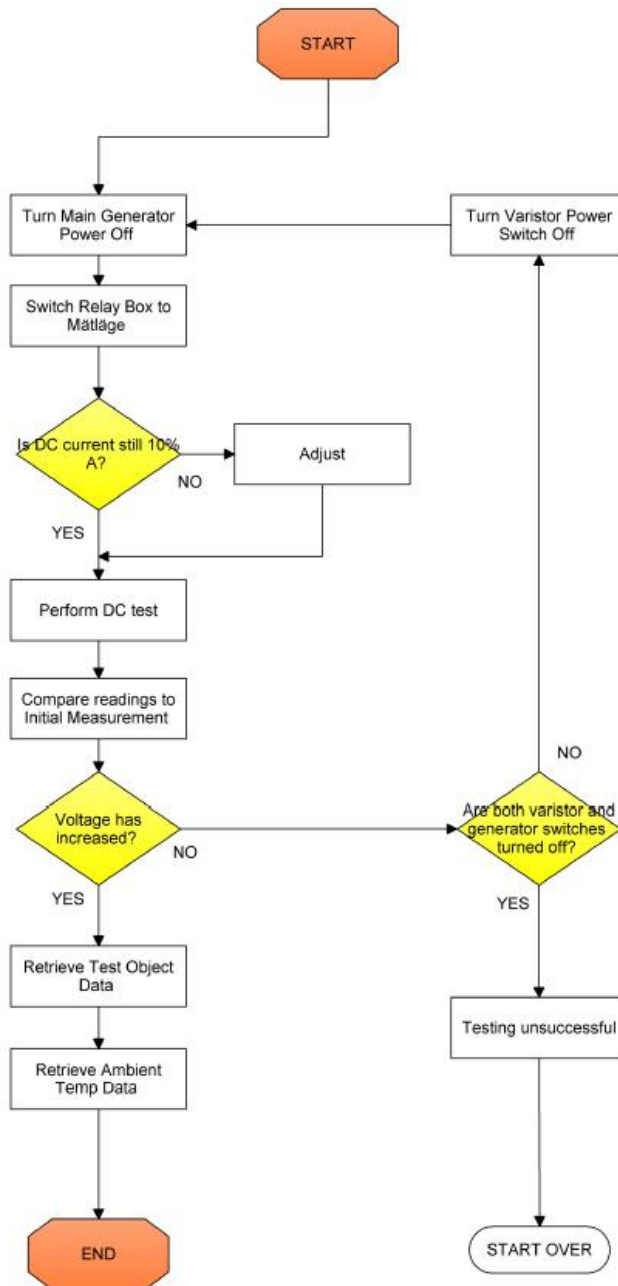 START
Turn Main Generator
Power Off
Turn Varistor Power
Switch Off
Switch Relay Box to
Mätläge
Is DC current still 10%
A?
NO
Adjust
YES
Perform DC test
Compare readings to
Initial Measurement
NO
Voltage has
increased?
NO
YES
Are both varistor and
generator switches
turned off?
YES
Retrieve Test Object
Data
Testing unsuccessful
Retrieve Ambient
Temp Data
END
START OVER